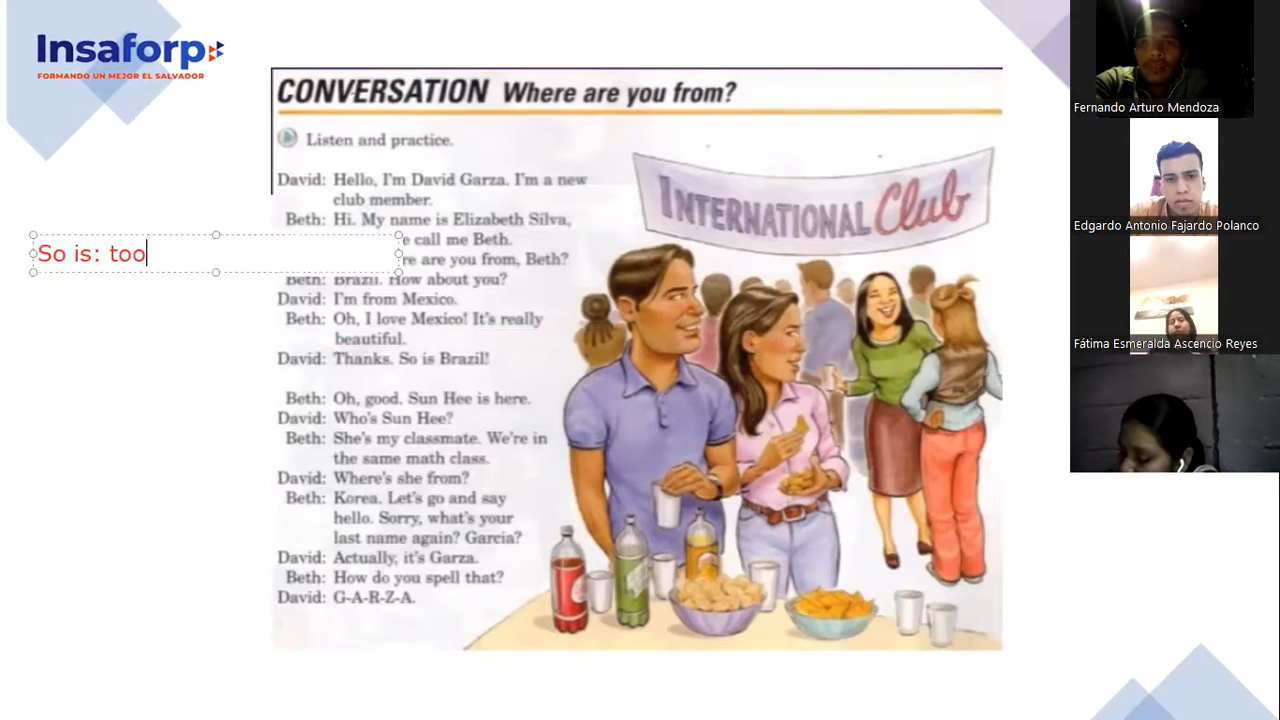 Insaforp
FORMANDO UN MEJOR EL SALVADOR
CONVERSATION Where are you from?
Listen and practice.
David: Hello, I'm David Garza. I'm a new
club member.
Beth: Hi. My name is Elizabeth Silva,
call me Beth.
So is: too
are you from, Beth?
Beth: Brazil. How about you?
David: I'm from Mexico.
Beth: Oh, I love Mexico! It's really
beautiful.
David: Thanks. So is Brazil!
Beth: Oh, good. Sun Hee is here.
David: Who's Sun Hee?
Beth: She's my classmate. We're in
the same math class.
David: Where's she from?
Beth: Korea. Let's go and say
hello. Sorry, what's your
last name again? Garcia?
David: Actually, it's Garza.
Beth: How do you spell that?
David: G-A-R-Z-A.
INTERNATIONAL Club
Fernando Arturo Mendoza
Edgardo Antonio Fajardo Polanco
Fátima Esmeralda Ascencio Reyes